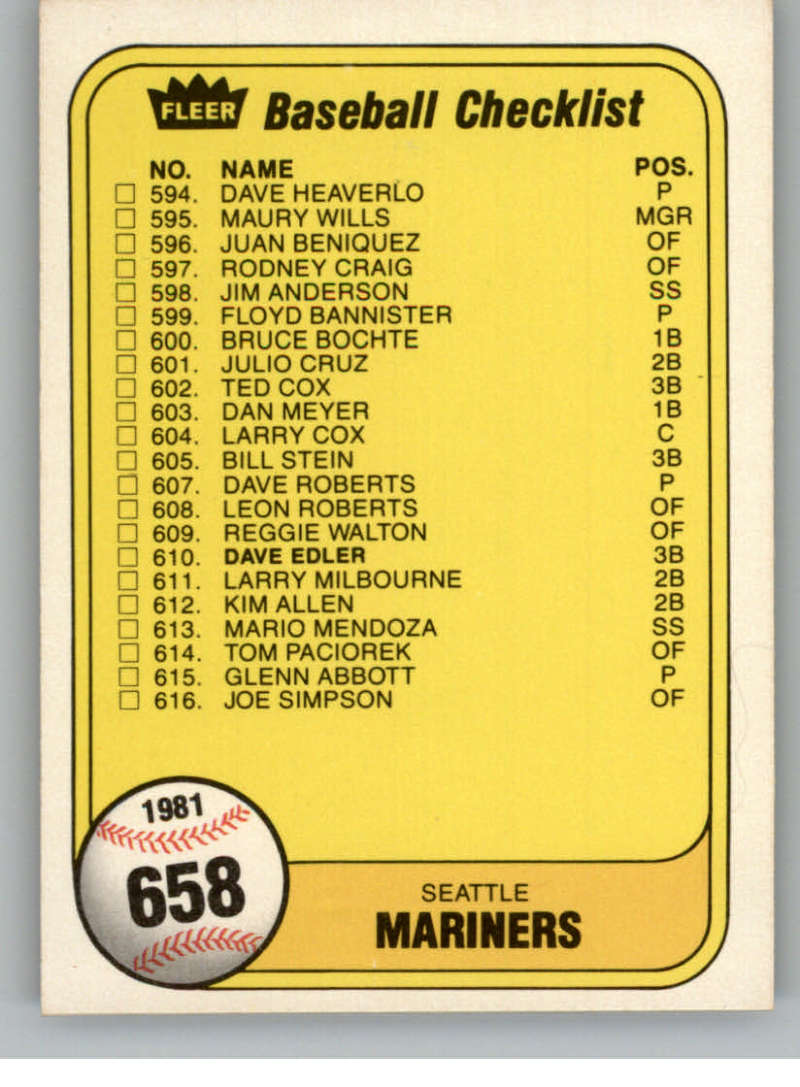 FLEER Baseball Checklist
NO. NAME POS.
594. DAVE HEAVERLO P
595. MAURY WILLS MGR
596. JUAN BENIQUEZ OF
597. RODNEY CRAIG OF
598. JIM ANDERSON SS
599. FLOYD BANNISTER P
600. BRUCE BOCHTE 1B
601. JULIO CRUZ 2B
602. TED COX 3B
603. DAN MEYER 1B
604. LARRY COX C
605. BILL STEIN 3B
607. DAVE ROBERTS P
608. LEON ROBERTS OF
609. REGGIE WALTON OF
610. DAVE EDLER 3B
611. LARRY MILBOURNE 2B
612. KIM ALLEN 2B
613. MARIO MENDOZA SS
614. TOM PACIOREK OF
615. GLENN ABBOTT P
616. JOE SIMPSON OF
1981
658
SEATTLE
MARINERS